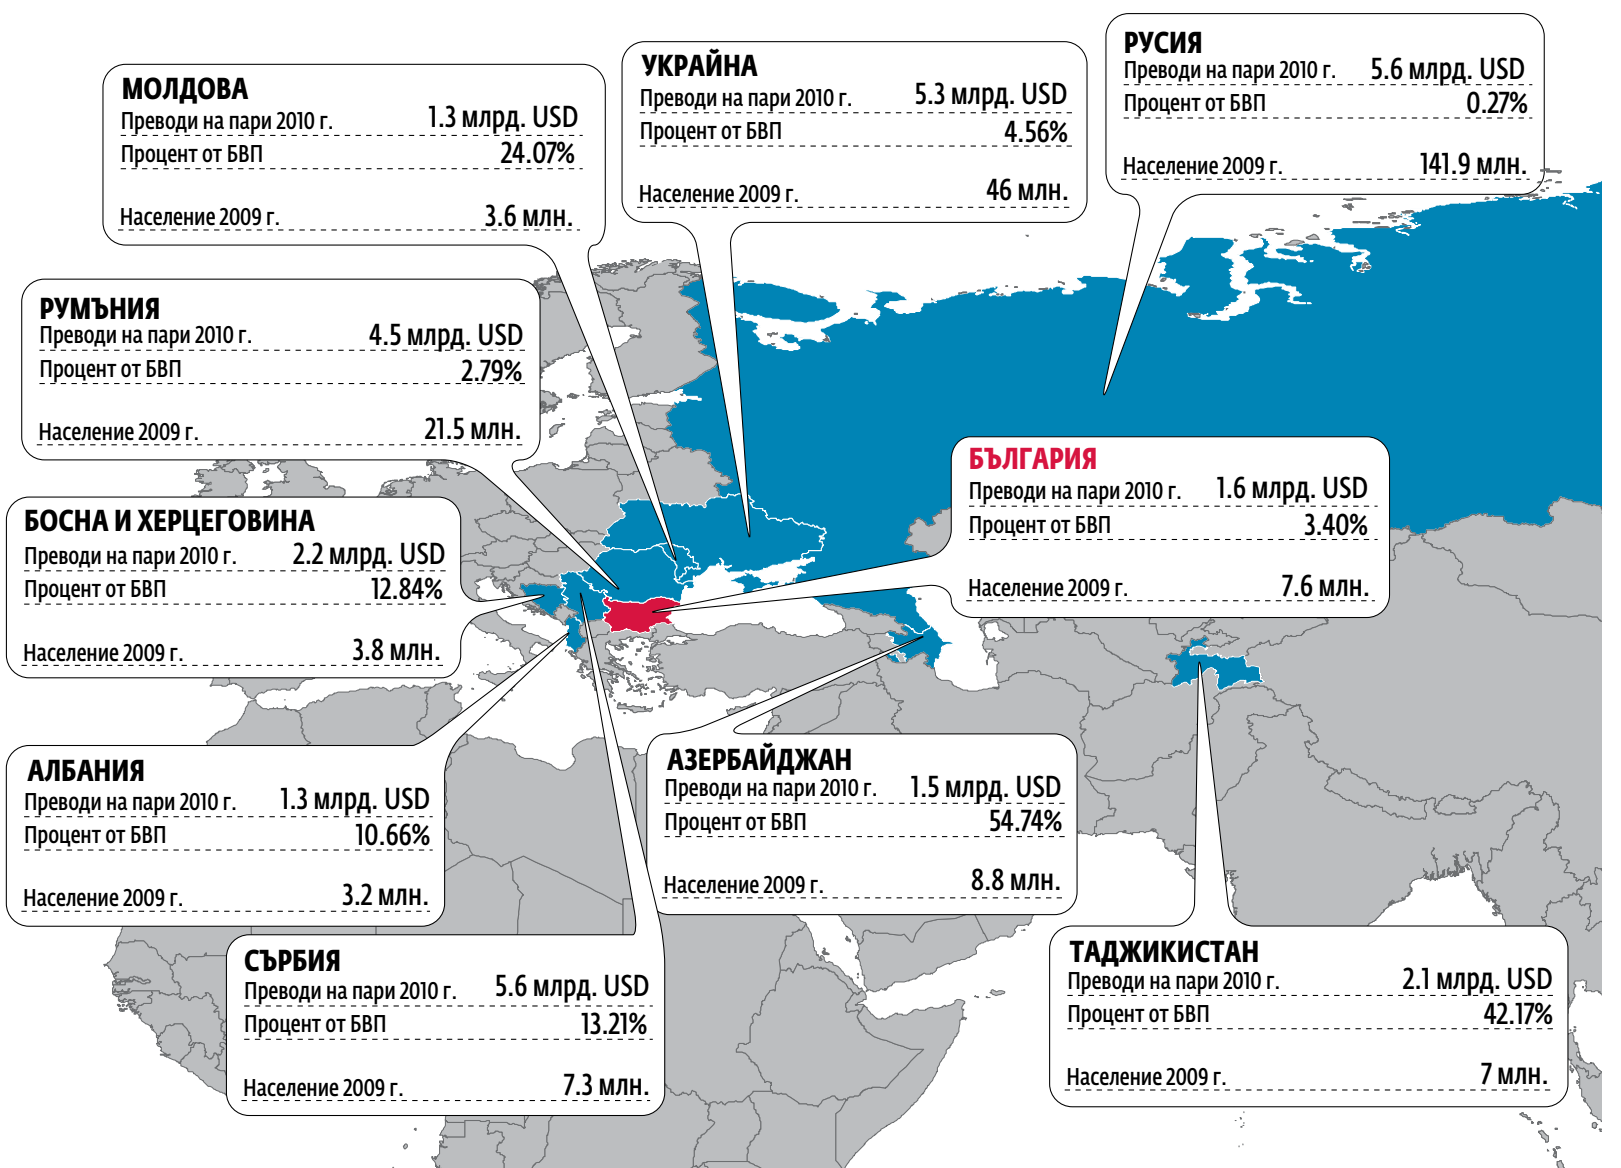 РУСИЯ
Преводи на пари 2010 г. 5.6 млрд. USD
Процент от БВП 0.27%
Население 2009 г. 141.9 млн.
УКРАЙНА
Преводи на пари 2010 г. 5.3 млрд. USD
Процент от БВП 4.56%
Население 2009 г. 46 млн.
МОЛДОВА
Преводи на пари 2010 г. 1.3 млрд. USD
Процент от БВП 24.07%
Население 2009 г. 3.6 млн.
РУМЪНИЯ
Преводи на пари 2010 г. 4.5 млрд. USD
Процент от БВП 2.79%
Население 2009 г. 21.5 млн.
БЪЛГАРИЯ
Преводи на пари 2010 г. 1.6 млрд. USD
Процент от БВП 3.40%
Население 2009 г. 7.6 млн.
БОСНА И ХЕРЦЕГОВИНА
Преводи на пари 2010 г. 2.2 млрд. USD
Процент от БВП 12.84%
Население 2009 г. 3.8 млн.
АЛБАНИЯ
Преводи на пари 2010 г. 1.3 млрд. USD
Процент от БВП 10.66%
Население 2009 г. 3.2 млн.
АЗЕРБАЙДЖАН
Преводи на пари 2010 г. 1.5 млрд. USD
Процент от БВП 54.74%
Население 2009 г. 8.8 млн.
СЪРБИЯ
Преводи на пари 2010 г. 5.6 млрд. USD
Процент от БВП 13.21%
Население 2009 г. 7.3 млн.
ТАДЖИКИСТАН
Преводи на пари 2010 г. 2.1 млрд. USD
Процент от БВП 42.17%
Население 2009 г. 7 млн.